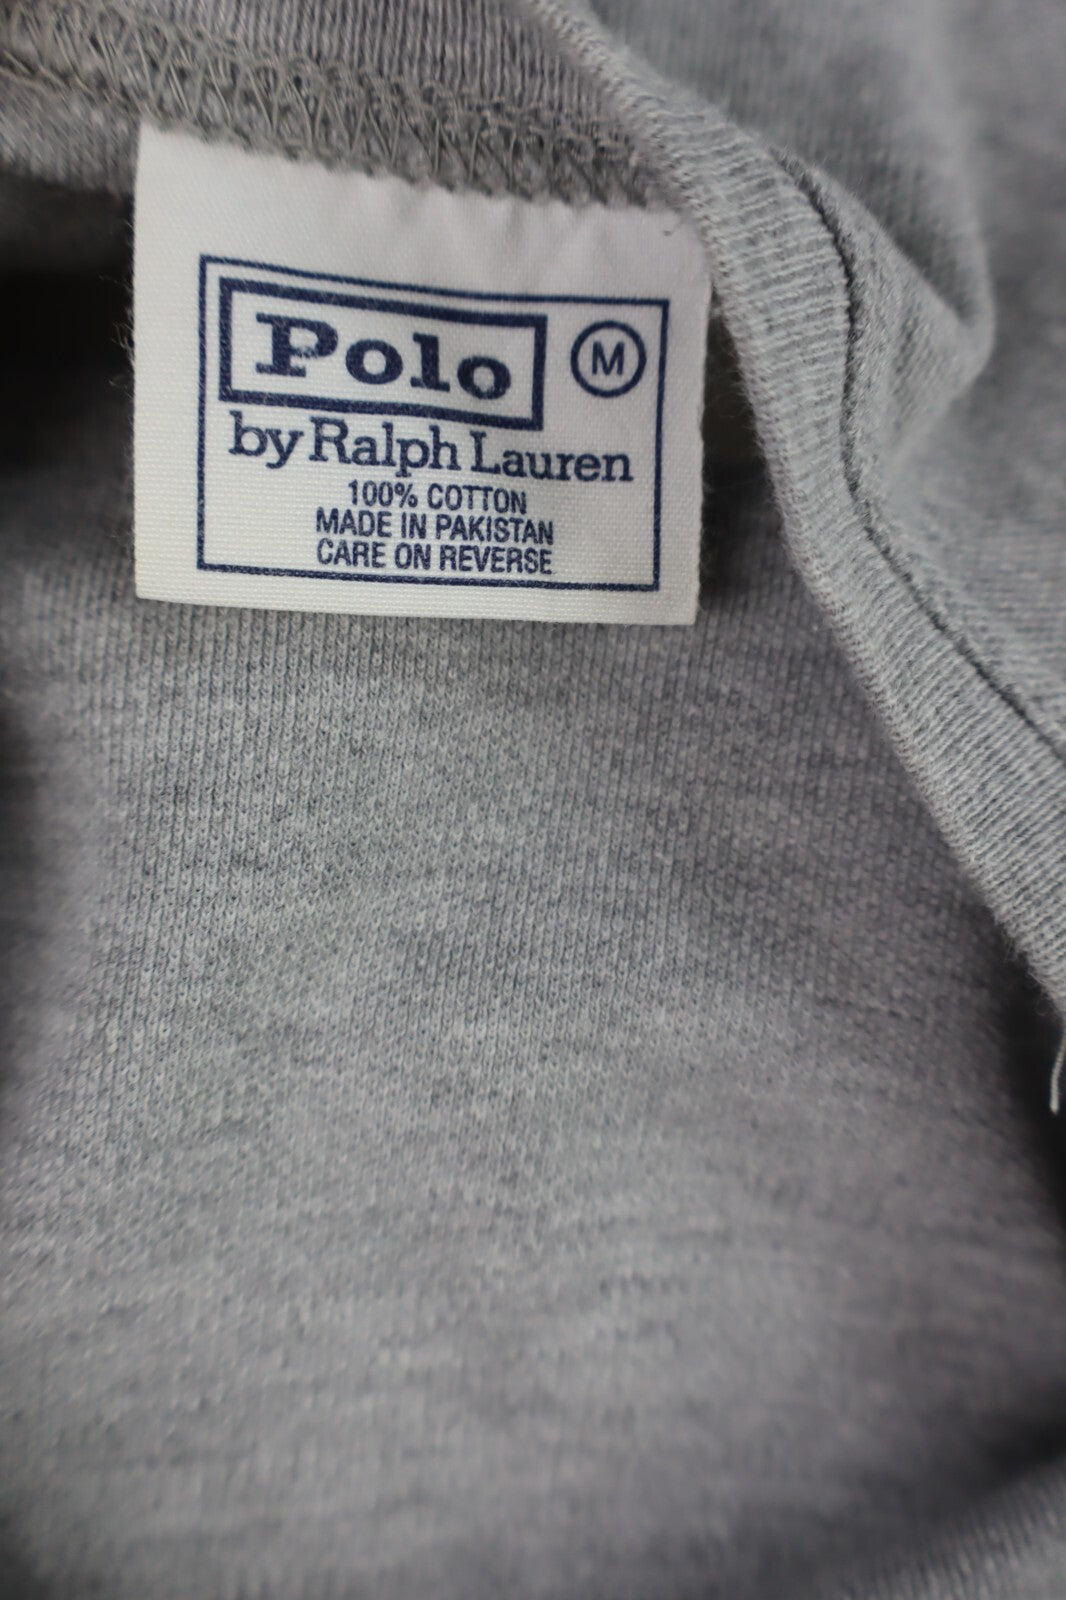 Polo M
by Ralph Lauren
100% COTTON
MADE IN PAKISTAN
CARE ON REVERSE